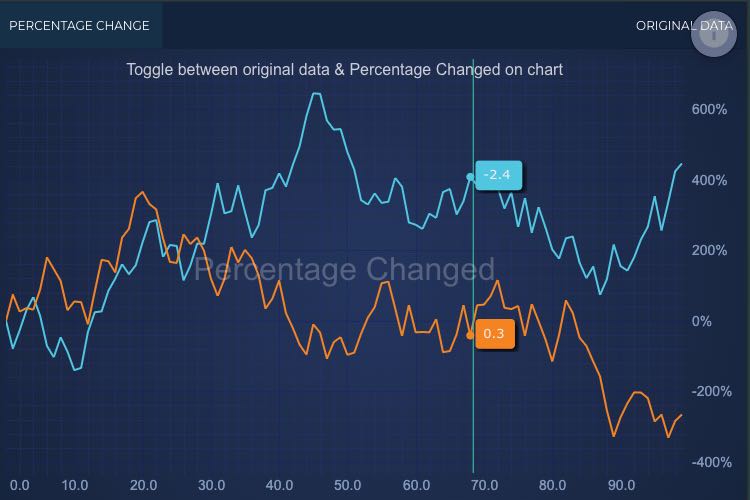 PERCENTAGE CHANGE
ORIGINAL DATA
Toggle between original data & Percentage Changed on chart
600%
-2.4
400%
200%
Percentage Changed
0%
0.3
-200%
-400%
0.0 10.0 20.0 30.0 40.0 50.0 60.0 70.0 80.0 90.0